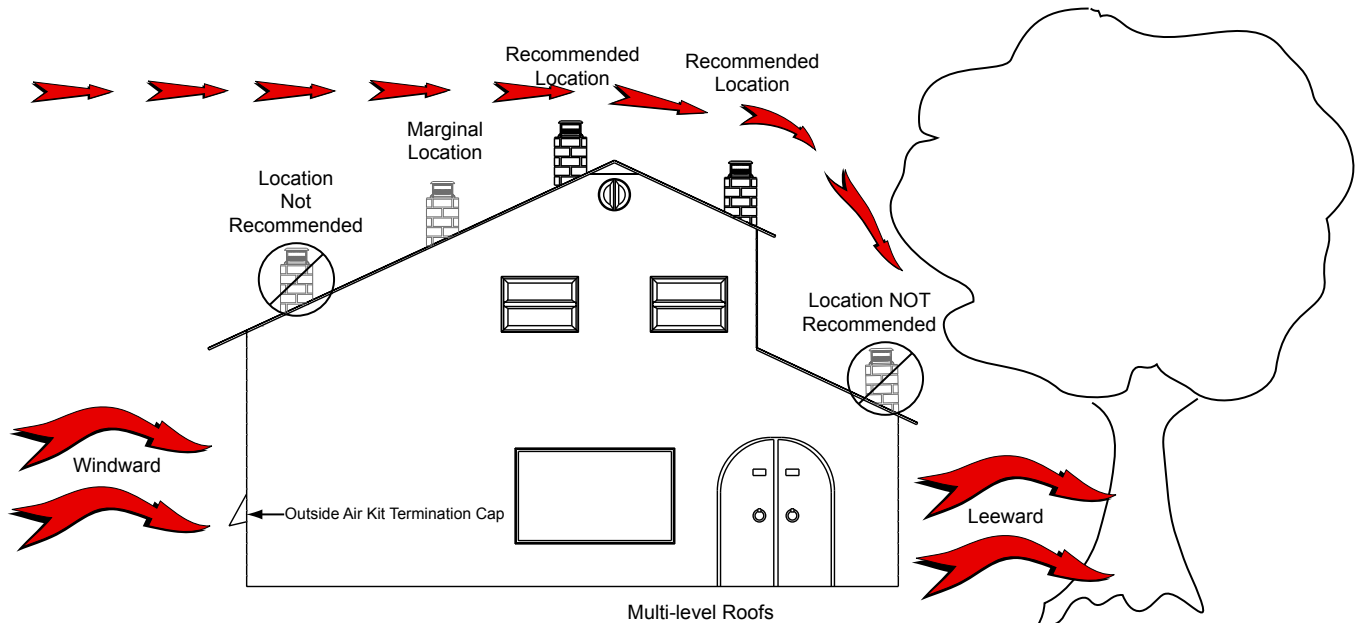 Recommended
Location
Recommended
Location
Marginal
Location
Location
Not
Recommended
Location NOT
Recommended
Windward
Outside Air Kit Termination Cap
Leeward
Multi-level Roofs